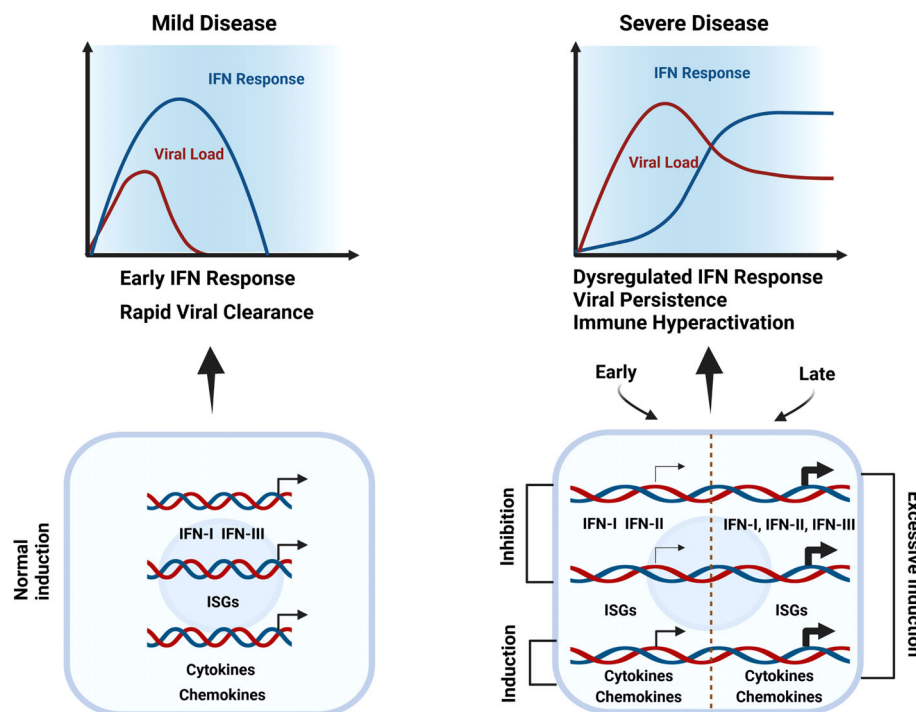 Mild Disease
IFN Response
Viral Load
Early IFN Response
Rapid Viral Clearance
Normal
induction
IFN-I IFN-III
ISGs
Cytokines
Chemokines
Severe Disease
IFN Response
Viral Load
Dysregulated IFN Response
Viral Persistence
Immune Hyperactivation
Early
Late
Inhibition
Induction
IFN-I IFN-II
IFN-I, IFN-II, IFN-III
ISGs
ISGs
Cytokines
Chemokines
Cytokines
Chemokines
Excessive Induction